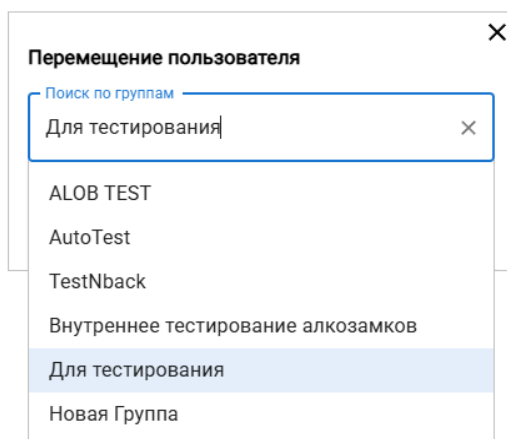 Перемещение пользователя
Поиск по группам
Для тестирования
ALOB TEST
AutoTest
TestNback
Внутреннее тестирование алкозамков
Для тестирования
Новая Группа